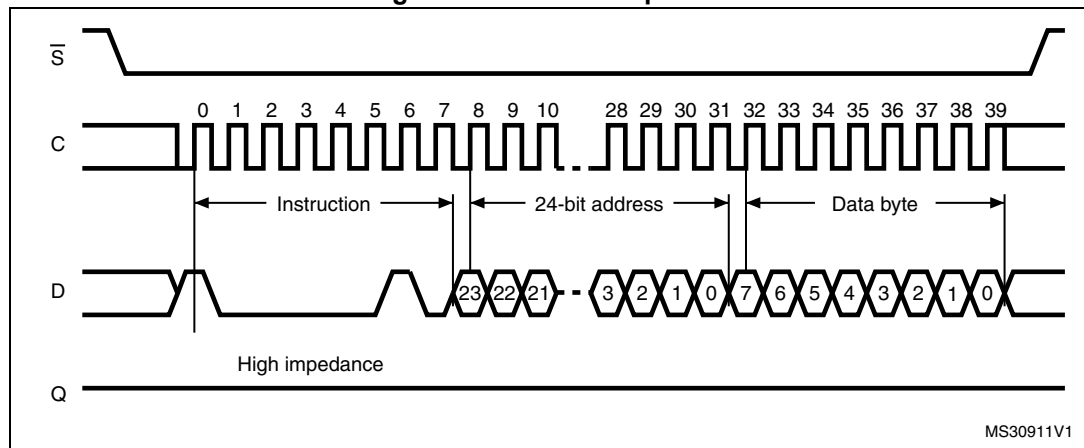 S
0 1 2 3 4 5 6 7 8 9 10 28 29 30 31 32 33 34 35 36 37 38 39
C
Instruction 24-bit address Data byte
D 23 22 21 3 2 1 0 7 6 5 4 3 2 1 0
High impedance
Q
MS30911V1